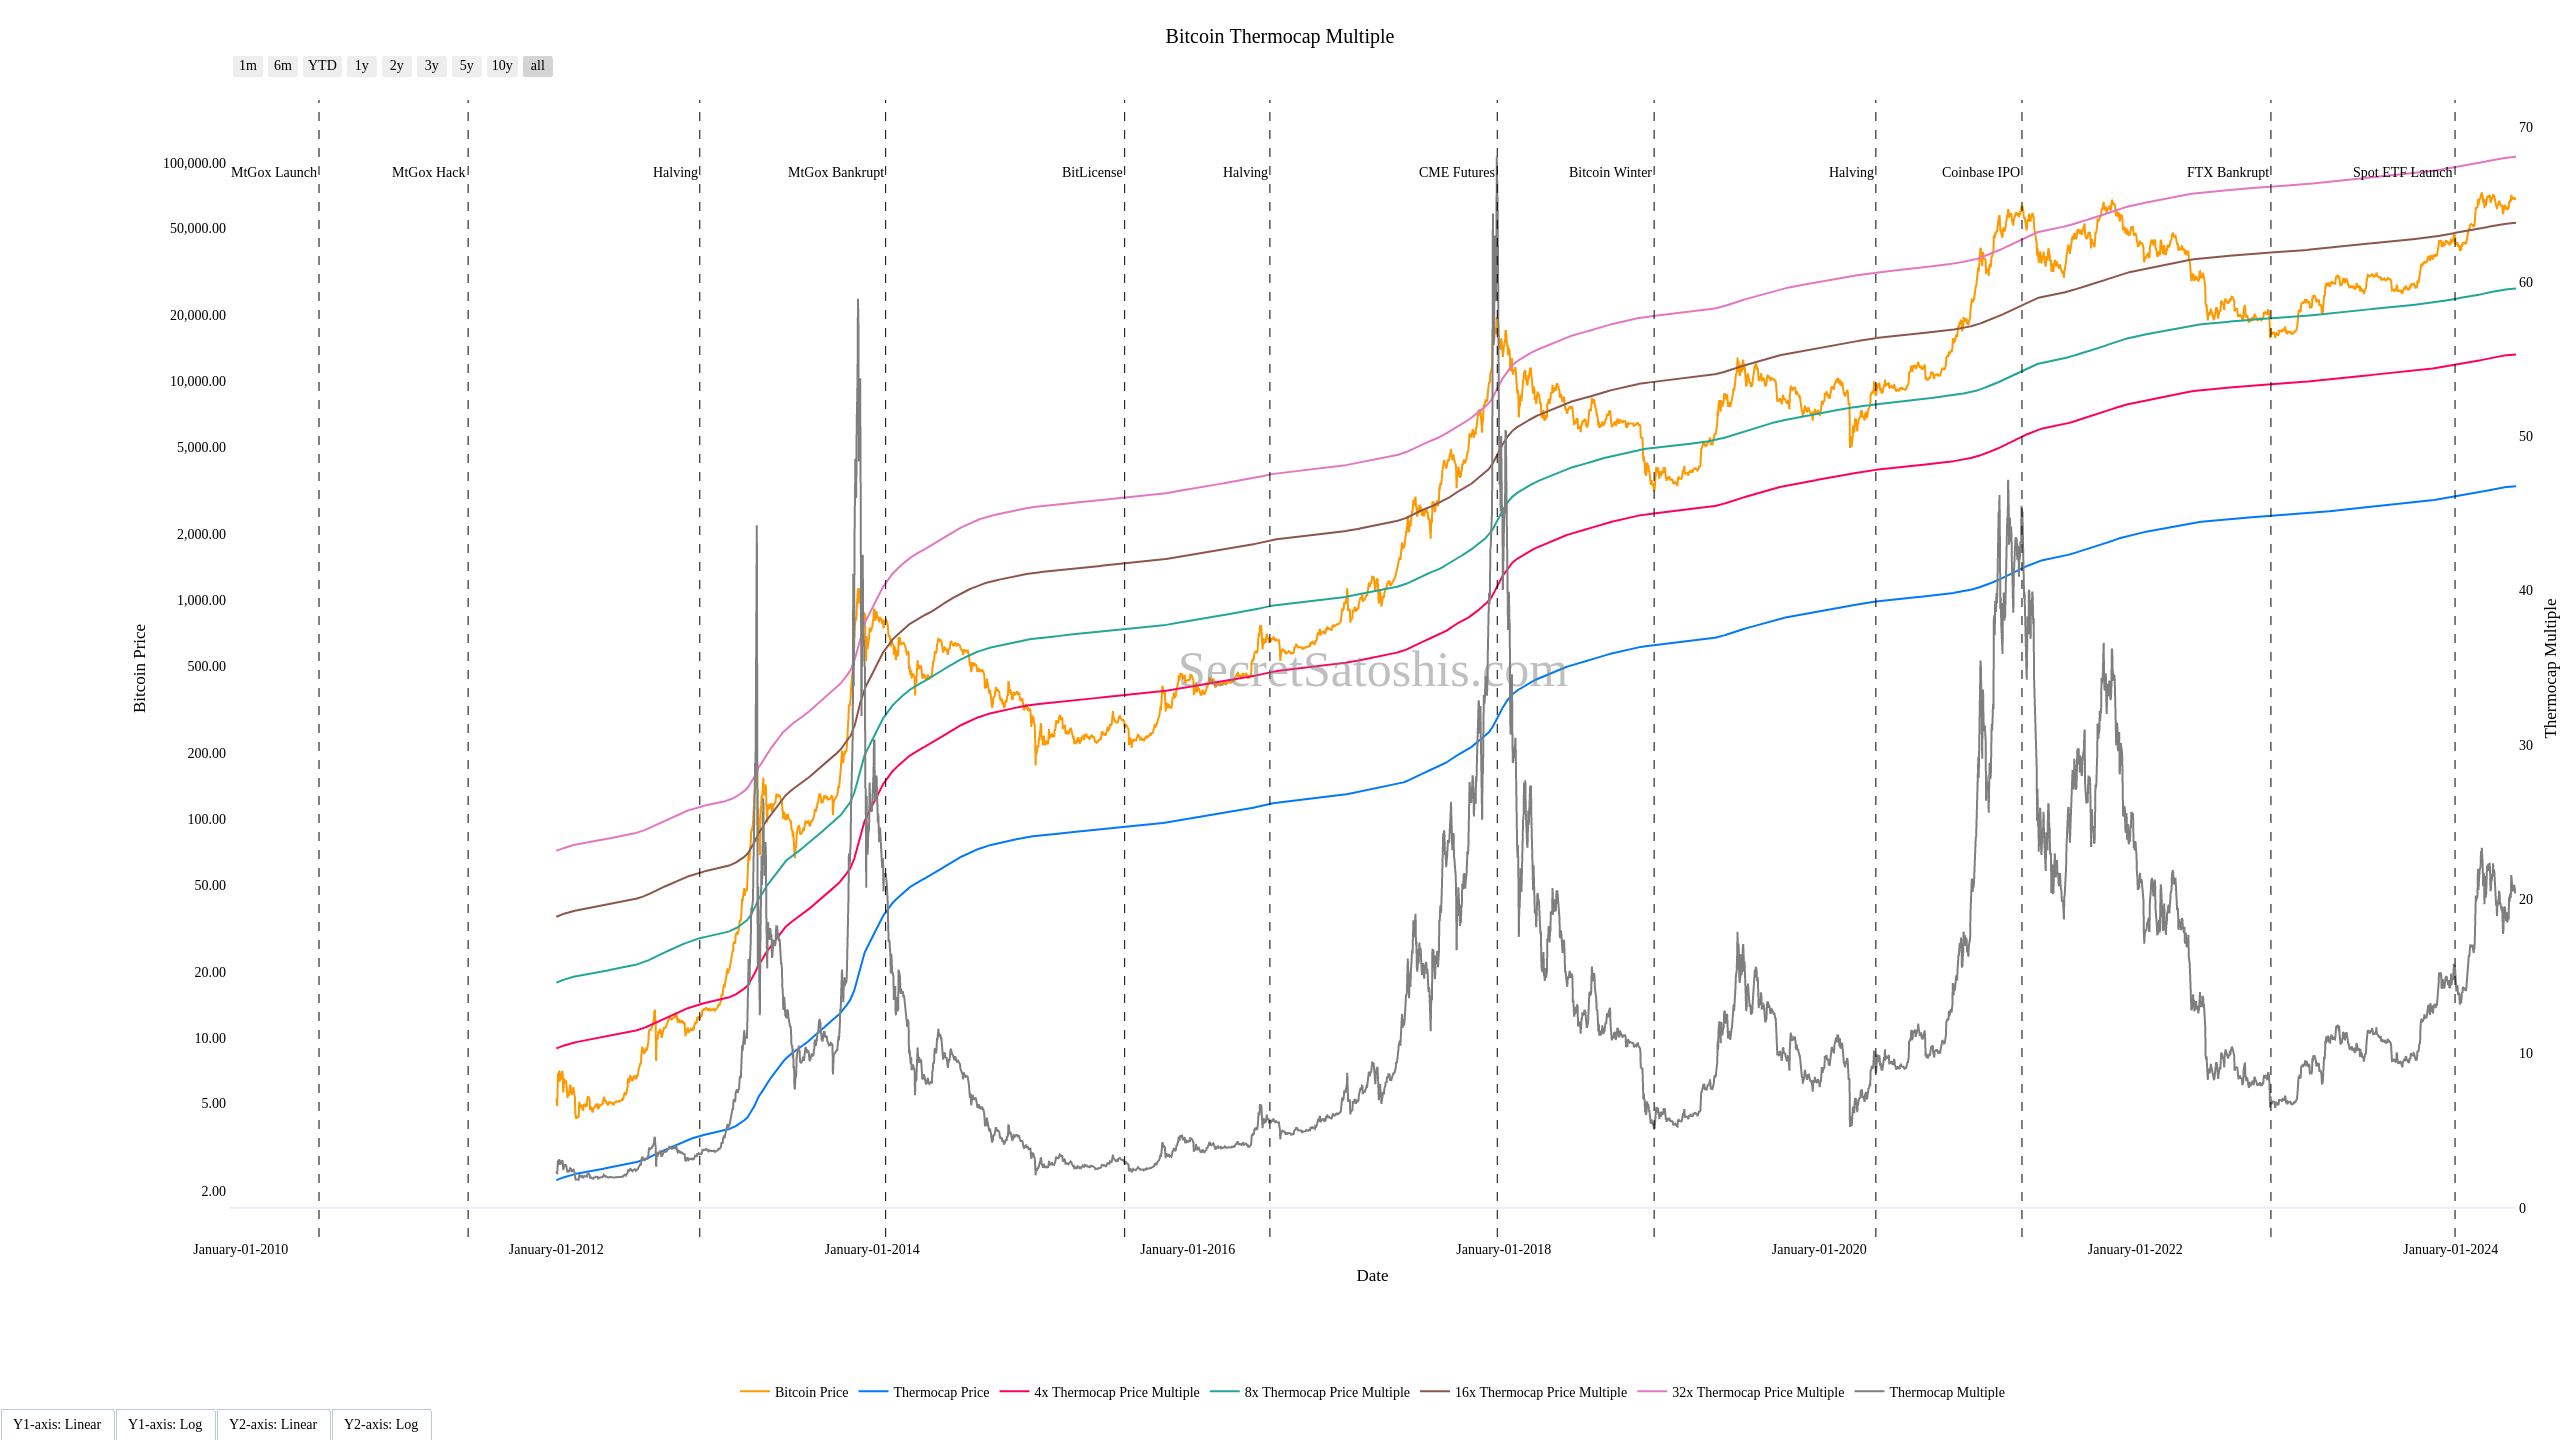 Bitcoin Thermocap Multiple
1m 6m YTD 1y 2y 3y 5y 10y all
70
100,000.00
MtGox Launch MtGox Hack Halving MtGox Bankrupt BitLicense Halving CME Futures Bitcoin Winter Halving Coinbase IPO FTX Bankrupt Spot ETF Launch
50,000.00
60
20,000.00
10,000.00
50
5,000.00
2,000.00
40
1,000.00
Bitcoin Price
500.00
SecretSatoshis.com
Thermocap Multiple
30
200.00
100.00
50.00
20
20.00
10.00
10
5.00
2.00
0
January-01-2010 January-01-2012 January-01-2014 January-01-2016 January-01-2018 January-01-2020 January-01-2022 January-01-2024
Date
Bitcoin Price Thermocap Price 4x Thermocap Price Multiple 8x Thermocap Price Multiple 16x Thermocap Price Multiple 32x Thermocap Price Multiple Thermocap Multiple
Y1-axis: Linear Y1-axis: Log Y2-axis: Linear Y2-axis: Log